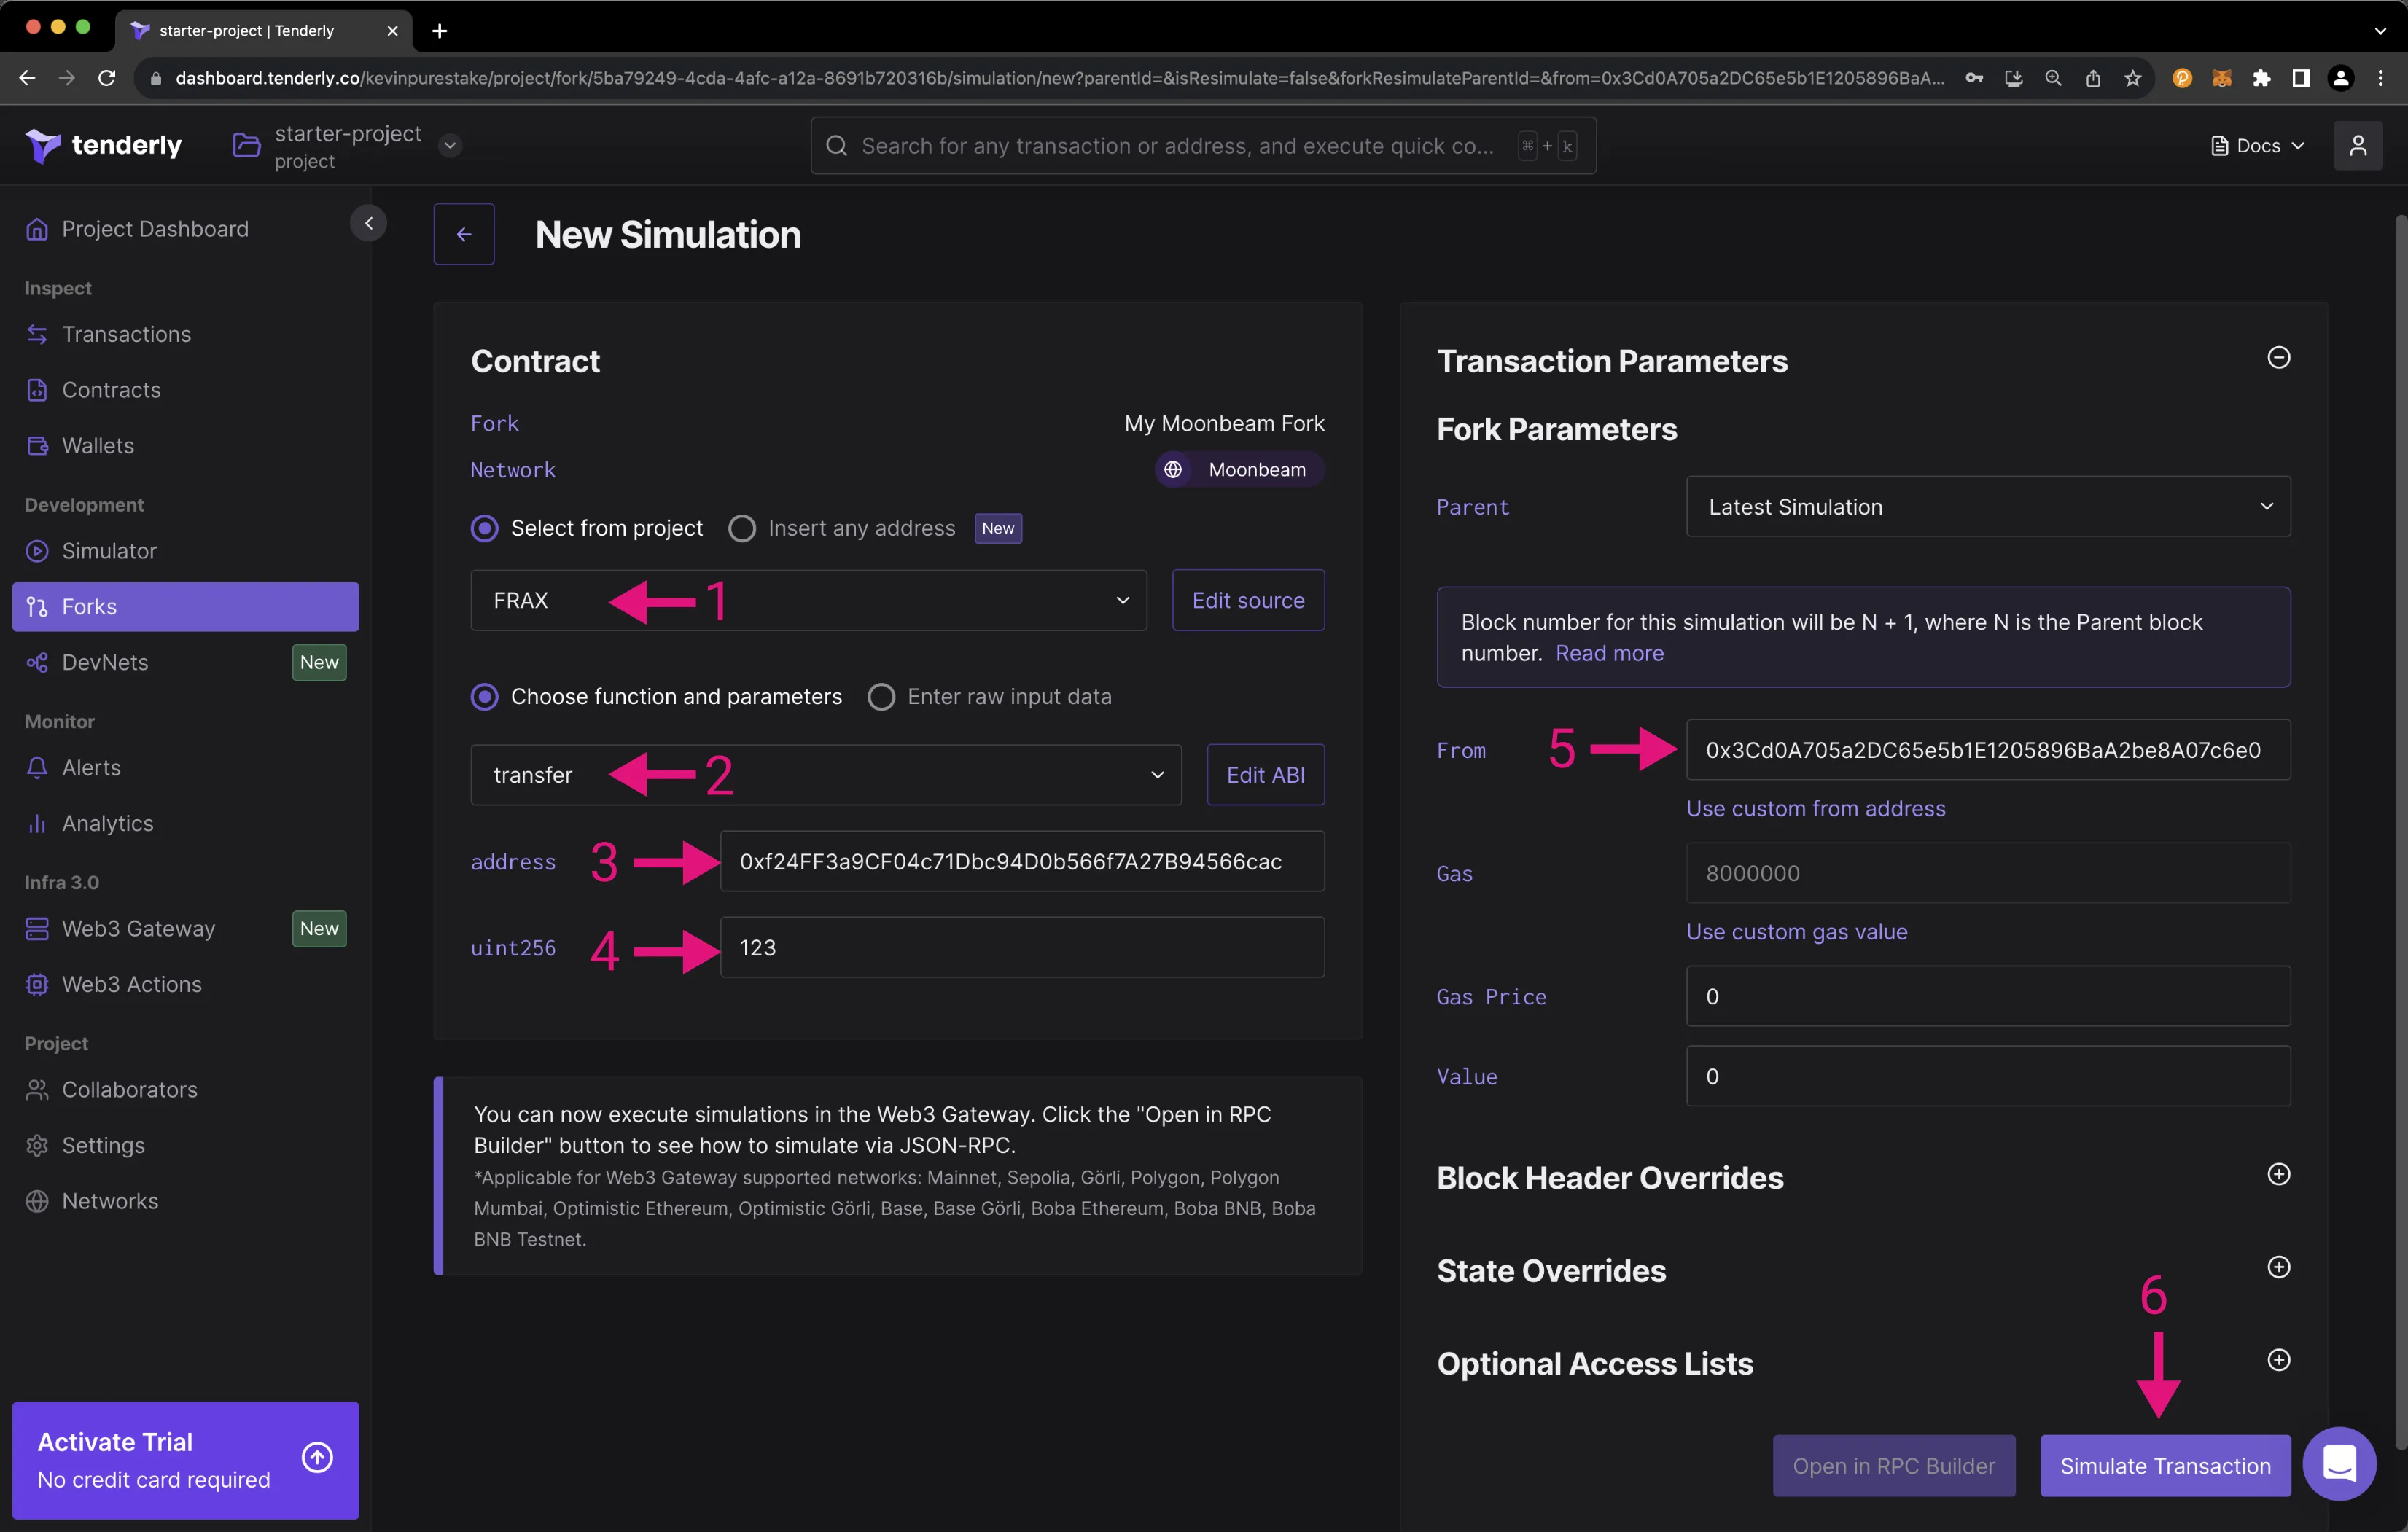 starter-project | Tenderly
dashboard.tenderly.co/kevinpurestake/project/fork/5ba79249-4cda-4afc-a12a-8691b720316b/simulation/new?parentId=&isResimulate=false&forkResimulateParentId=&from=0x3Cd0A705a2DC65e5b1E1205896BaA...
tenderly
starter-project
project
Search for any transaction or address, and execute quick co...
⌘ + k
Docs
Project Dashboard
Inspect
Transactions
Contracts
Wallets
Development
Simulator
Forks
DevNets
New
Monitor
Alerts
Analytics
Infra 3.0
Web3 Gateway
New
Web3 Actions
Project
Collaborators
Settings
Networks
Activate Trial
No credit card required
New Simulation
Contract
Fork
My Moonbeam Fork
Network
Moonbeam
Select from project
Insert any address
New
FRAX
1
Edit source
Choose function and parameters
Enter raw input data
transfer
2
Edit ABI
address
3
0xf24FF3a9CF04c71Dbc94D0b566f7A27B94566cac
uint256
4
123
You can now execute simulations in the Web3 Gateway. Click the "Open in RPC
Builder" button to see how to simulate via JSON-RPC.
*Applicable for Web3 Gateway supported networks: Mainnet, Sepolia, Görli, Polygon, Polygon
Mumbai, Optimistic Ethereum, Optimistic Görli, Base, Base Görli, Boba Ethereum, Boba BNB, Boba
BNB Testnet.
Transaction Parameters
Fork Parameters
Parent
Latest Simulation
Block number for this simulation will be N + 1, where N is the Parent block
number. Read more
From
5
0x3Cd0A705a2DC65e5b1E1205896BaA2be8A07c6e0
Use custom from address
Gas
8000000
Use custom gas value
Gas Price
0
Value
0
Block Header Overrides
State Overrides
6
Optional Access Lists
Open in RPC Builder
Simulate Transaction